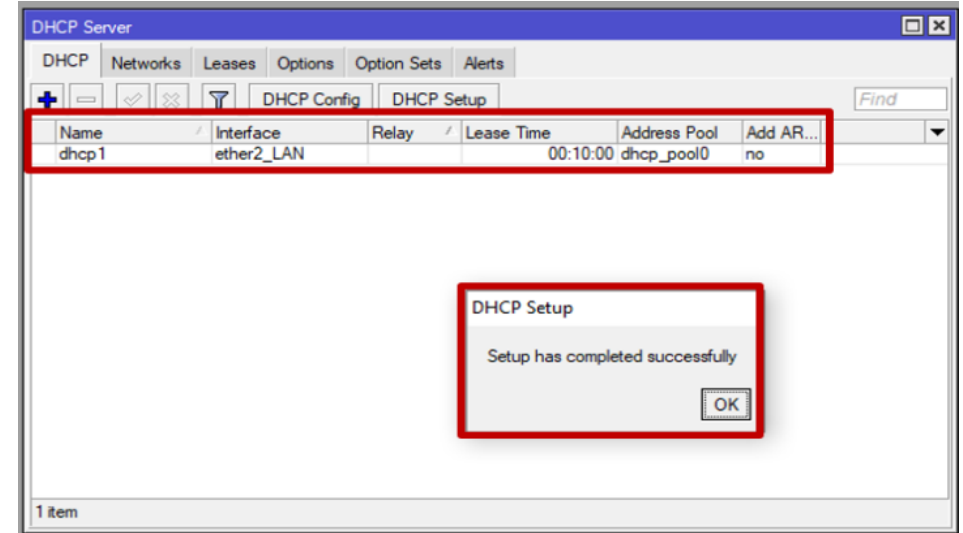 DHCP Server
DHCP Networks Leases Options Option Sets Alerts
DHCP Config DHCP Setup Find
Name Interface Relay Lease Time Address Pool Add AR...
dhcp1 ether2_LAN 00:10:00 dhcp_pool0 no
DHCP Setup
Setup has completed successfully
OK
1 item